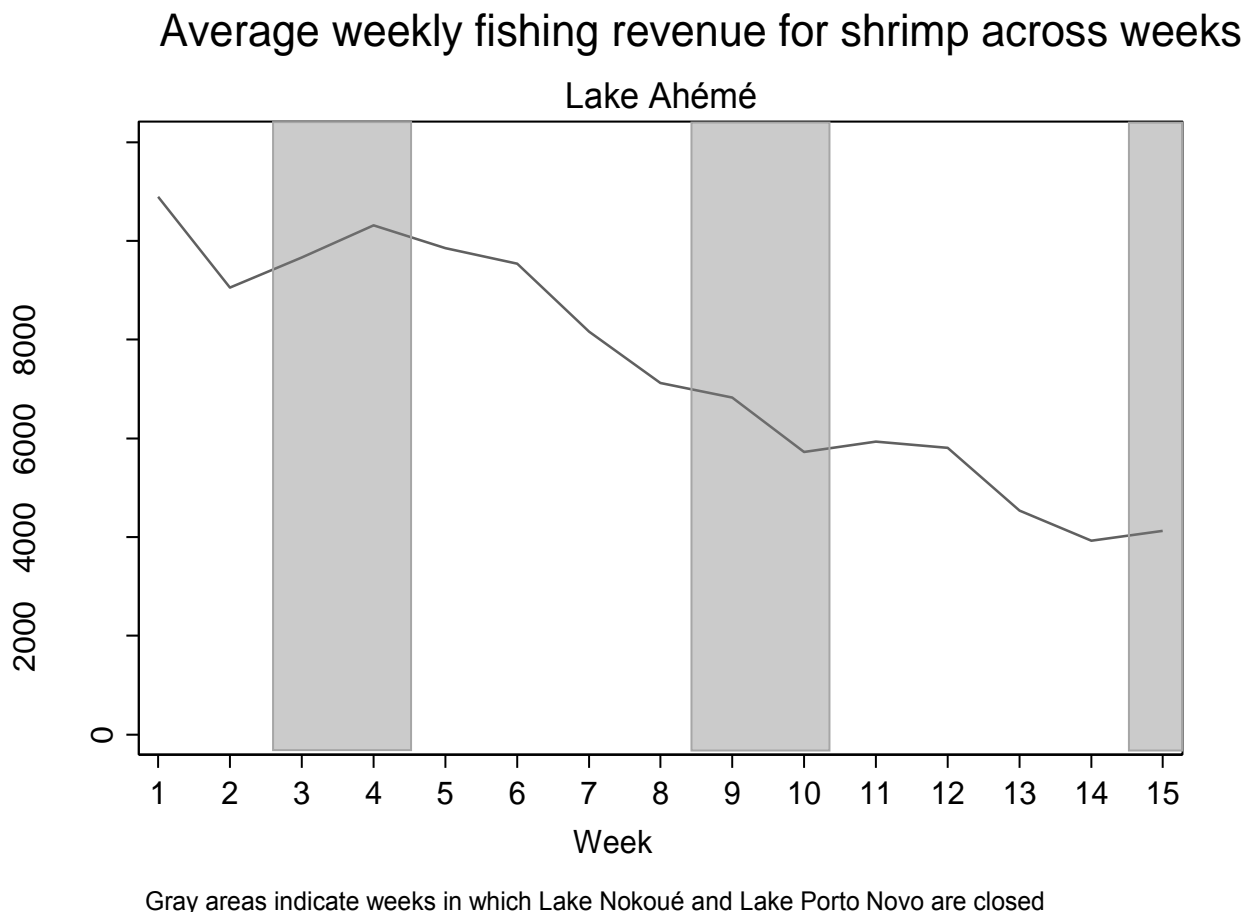 Average weekly fishing revenue for shrimp across weeks
Lake Ahémé
8000
6000
4000
2000
0
1 2 3 4 5 6 7 8 9 10 11 12 13 14 15
Week
Gray areas indicate weeks in which Lake Nokoué and Lake Porto Novo are closed